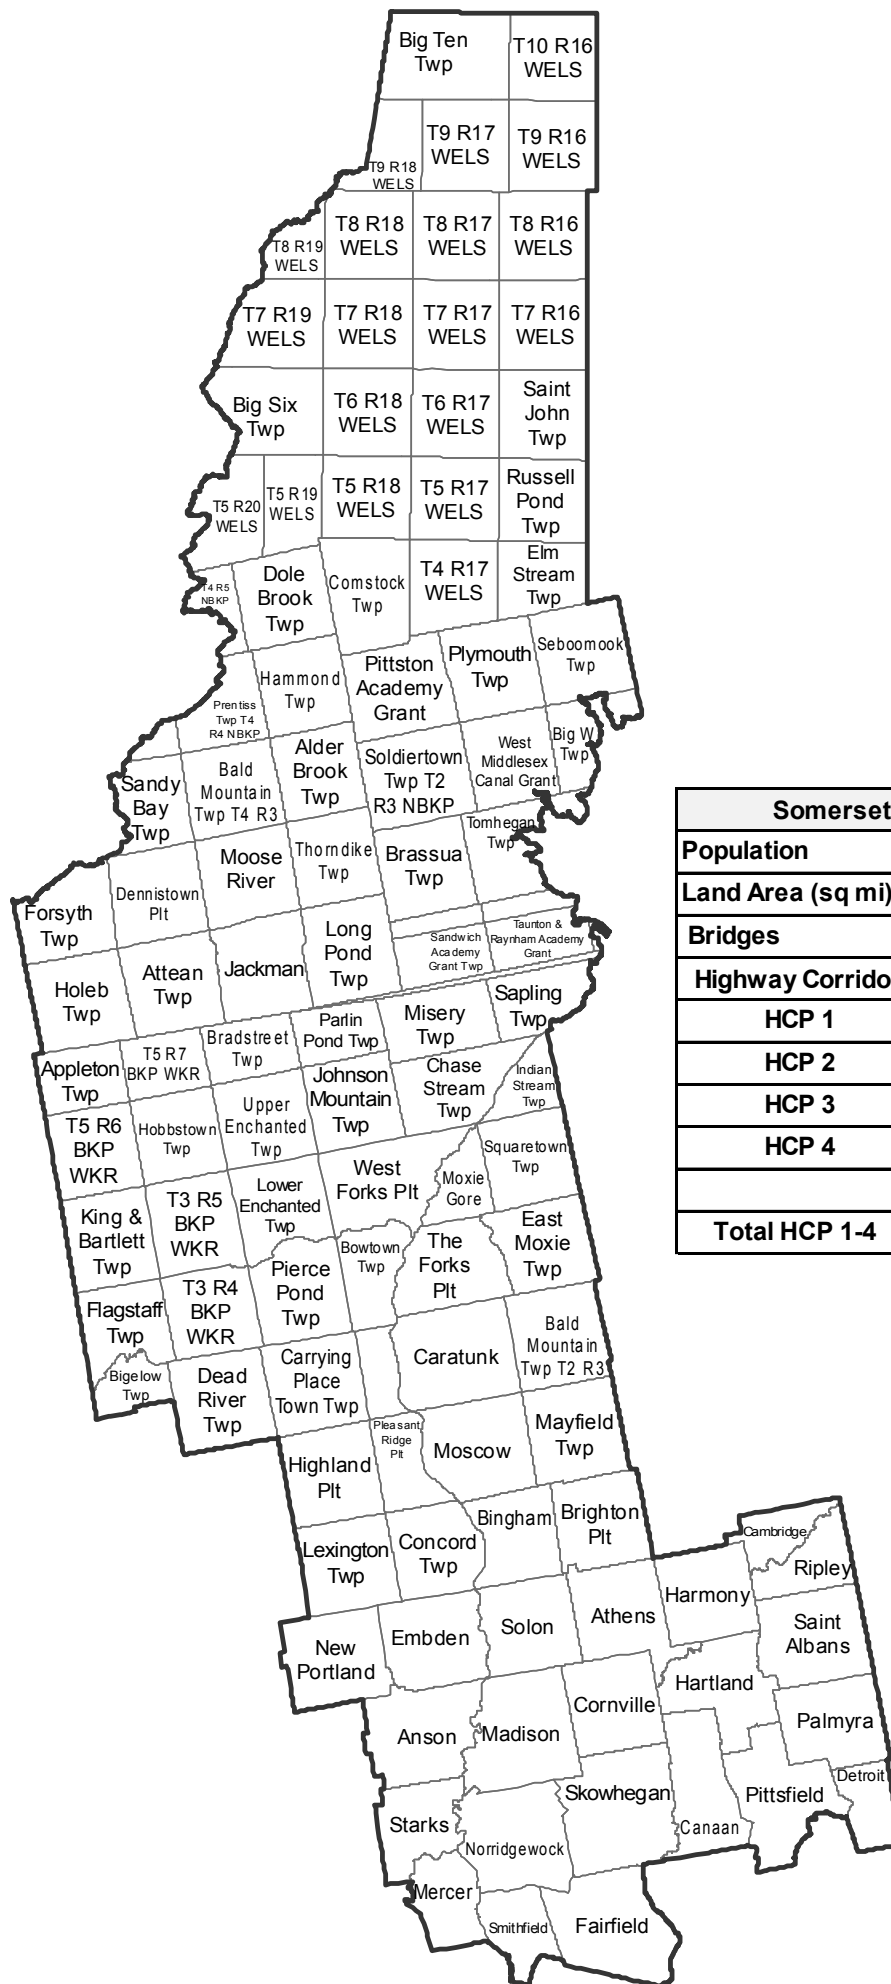 Big Ten
Twp
T10 R16
WELS
T9 R18
WELS
T9 R17
WELS
T9 R16
WELS
T8 R19
WELS
T8 R18
WELS
T8 R17
WELS
T8 R16
WELS
T7 R19
WELS
T7 R18
WELS
T7 R17
WELS
T7 R16
WELS
Big Six
Twp
T6 R18
WELS
T6 R17
WELS
Saint
John
Twp
T5 R20
WELS
T5 R19
WELS
T5 R18
WELS
T5 R17
WELS
Russell
Pond
Twp
T4 R5
NBKP
Dole
Brook
Twp
Comstock
Twp
T4 R17
WELS
Elm
Stream
Twp
Prentiss
Twp T4
R4 NBKP
Hammond
Twp
Pittston
Academy
Grant
Plymouth
Twp
Seboomook
Twp
Sandy
Bay
Twp
Bald
Mountain
Twp T4 R3
Alder
Brook
Twp
Soldiertown
Twp T2
R3 NBKP
West
Middlesex
Canal Grant
Big W
Twp
Forsyth
Twp
Dennistown
Plt
Moose
River
Thorndike
Twp
Brassua
Twp
Tomhegan
Twp
Holeb
Twp
Attean
Twp
Jackman
Long
Pond
Twp
Sandwich
Academy
Grant Twp
Taunton &
Raynham Academy
Grant
Appleton
Twp
T5 R7
BKP WKR
Bradstreet
Twp
Parlin
Pond Twp
Misery
Twp
Sapling
Twp
T5 R6
BKP
WKR
Hobbstown
Twp
Upper
Enchanted
Twp
Johnson
Mountain
Twp
Chase
Stream
Twp
Indian
Stream
Twp
King &
Bartlett
Twp
T3 R5
BKP
WKR
Lower
Enchanted
Twp
West
Forks Plt
Moxie
Gore
Squaretown
Twp
Flagstaff
Twp
T3 R4
BKP
WKR
Pierce
Pond
Twp
Bowtown
Twp
The
Forks
Plt
East
Moxie
Twp
Bigelow
Twp
Dead
River
Twp
Carrying
Place
Town Twp
Caratunk
Bald
Mountain
Twp T2 R3
Highland
Plt
Pleasant
Ridge
Plt
Moscow
Mayfield
Twp
Lexington
Twp
Concord
Twp
Bingham
Brighton
Plt
Cambridge
Ripley
New
Portland
Embden
Solon
Athens
Harmony
Saint
Albans
Anson
Madison
Cornville
Hartland
Palmyra
Starks
Norridgewock
Skowhegan
Canaan
Pittsfield
Detroit
Mercer
Smithfield
Fairfield
Somerset
Population
Land Area (sq mi)
Bridges
Highway Corrido
HCP 1
HCP 2
HCP 3
HCP 4
Total HCP 1-4